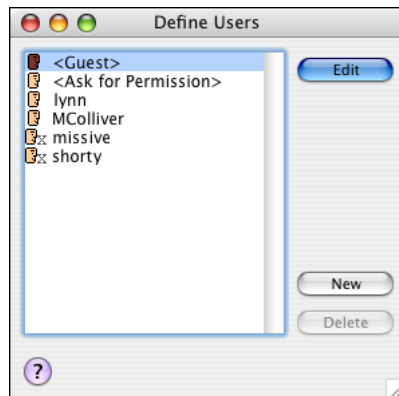 Define Users
<Guest>
<Ask for Permission>
lynn
MColliver
x missive
x shorty
Edit
New
Delete
?